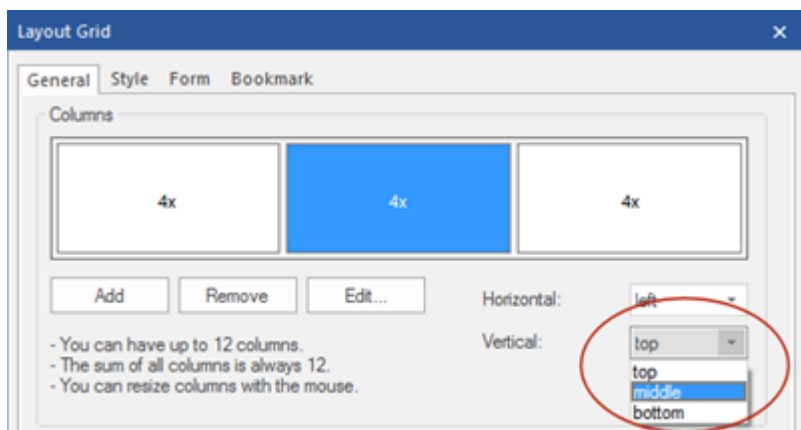 Layout Grid
General Style Form Bookmark
Columns
4x 4x 4x
Add Remove Edit... Horizontal: left
- You can have up to 12 columns. Vertical: top
- The sum of all columns is always 12. top
- You can resize columns with the mouse. middle
bottom